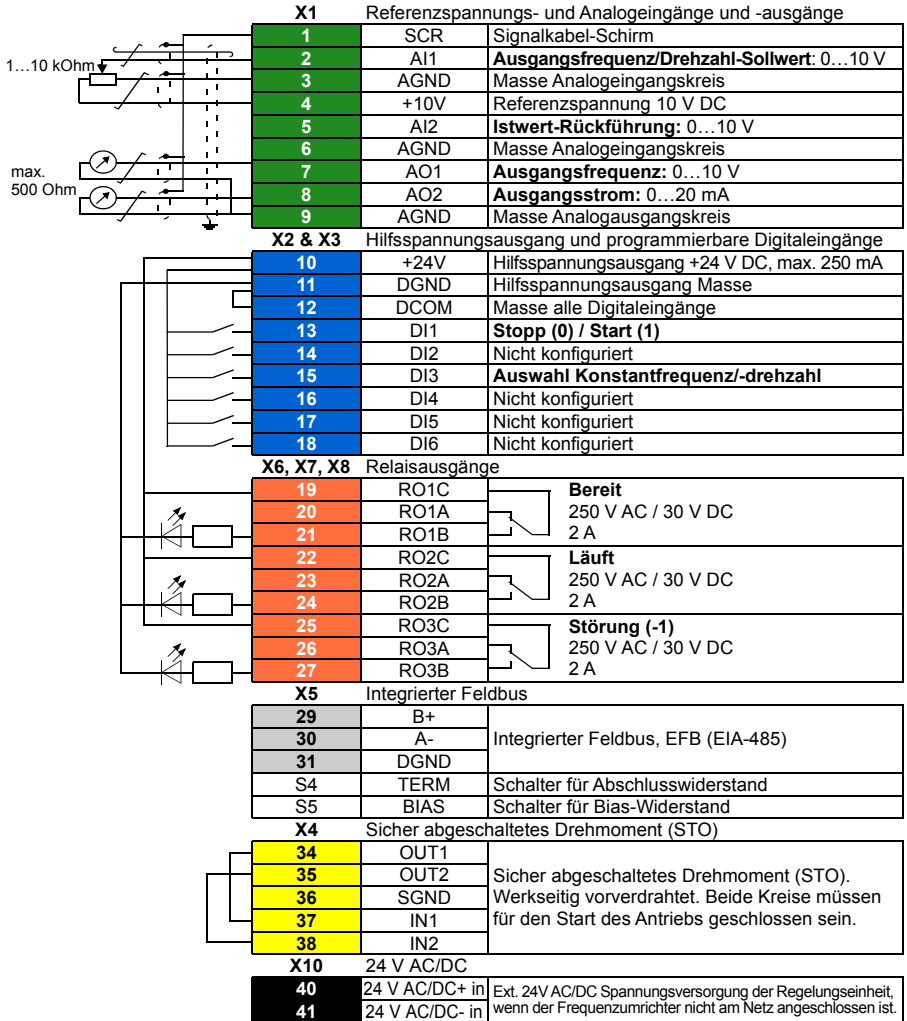 X1 Referenzspannungs- und Analogeingänge und -ausgänge
1 SCR Signalkabel-Schirm
2 AI1 Ausgangsfrequenz/Drehzahl-Sollwert: 0…10 V
1…10 kOhm
3 AGND Masse Analogeingangskreis
4 +10V Referenzspannung 10 V DC
5 AI2 Istwert-Rückführung: 0…10 V
6 AGND Masse Analogeingangskreis
max.
500 Ohm
7 AO1 Ausgangsfrequenz: 0…10 V
8 AO2 Ausgangsstrom: 0…20 mA
9 AGND Masse Analogausgangskreis
X2 & X3 Hilfsspannungsausgang und programmierbare Digitaleingänge
10 +24V Hilfsspannungsausgang +24 V DC, max. 250 mA
11 DGND Hilfsspannungsausgang Masse
12 DCOM Masse alle Digitaleingänge
13 DI1 Stopp (0) / Start (1)
14 DI2 Nicht konfiguriert
15 DI3 Auswahl Konstantfrequenz/-drehzahl
16 DI4 Nicht konfiguriert
17 DI5 Nicht konfiguriert
18 DI6 Nicht konfiguriert
X6, X7, X8 Relaisausgänge
19 RO1C Bereit
20 RO1A 250 V AC / 30 V DC
21 RO1B 2 A
22 RO2C Läuft
23 RO2A 250 V AC / 30 V DC
24 RO2B 2 A
25 RO3C Störung (-1)
26 RO3A 250 V AC / 30 V DC
27 RO3B 2 A
X5 Integrierter Feldbus
29 B+
30 A- Integrierter Feldbus, EFB (EIA-485)
31 DGND
S4 TERM Schalter für Abschlusswiderstand
S5 BIAS Schalter für Bias-Widerstand
X4 Sicher abgeschaltetes Drehmoment (STO)
34 OUT1
35 OUT2 Sicher abgeschaltetes Drehmoment (STO).
36 SGND Werkseitig vorverdrahtet. Beide Kreise müssen
37 IN1 für den Start des Antriebs geschlossen sein.
38 IN2
X10 24 V AC/DC
40 24 V AC/DC+ in Ext. 24V AC/DC Spannungsversorgung der Regelungseinheit,
41 24 V AC/DC- in wenn der Frequenzumrichter nicht am Netz angeschlossen ist.